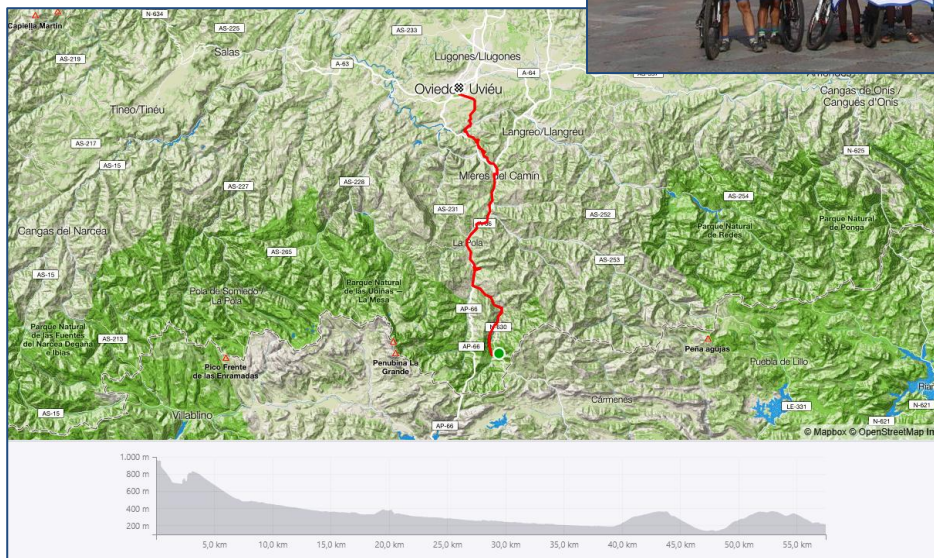 N-634
Capiella Martín
AS-225
AS-233
Salas
AS-219
A-63
Lugones/Llugones
A-64
Oviedo
Uviéu
Cangas de Onís /
Cangues d'Onís
Tineo/Tinéu
Langreo/Llangréu
AS-217
N-625
AS-15
Mieres del Camín
AS-228
AS-227
AS-254
AS-231
AS-252
Parque Natural
de Ponga
Parque Natural
de Redes
Cangas del Narcea
La Pola
AS-265
AS-253
AS-15
Parque Natural
de las Ubiñas —
La Mesa
Pola de Somiedo /
La Pola
AP-66
N-630
Parque Natural
de las Fuentes
del Narcea Degaña
e Ibias
AS-213
AP-66
Peña agujas
Pico Frente
de las Enramadas
Penubina La
Grande
Puebla de Lillo
AS-15
Villablino
Cármenes
LE-331
N-621
N-621
AP-66
© Mapbox © OpenStreetMap
1.000 m
800 m
600 m
400 m
200 m
5,0 km 10,0 km 15,0 km 20,0 km 25,0 km 30,0 km 35,0 km 40,0 km 45,0 km 50,0 km 55,0 km